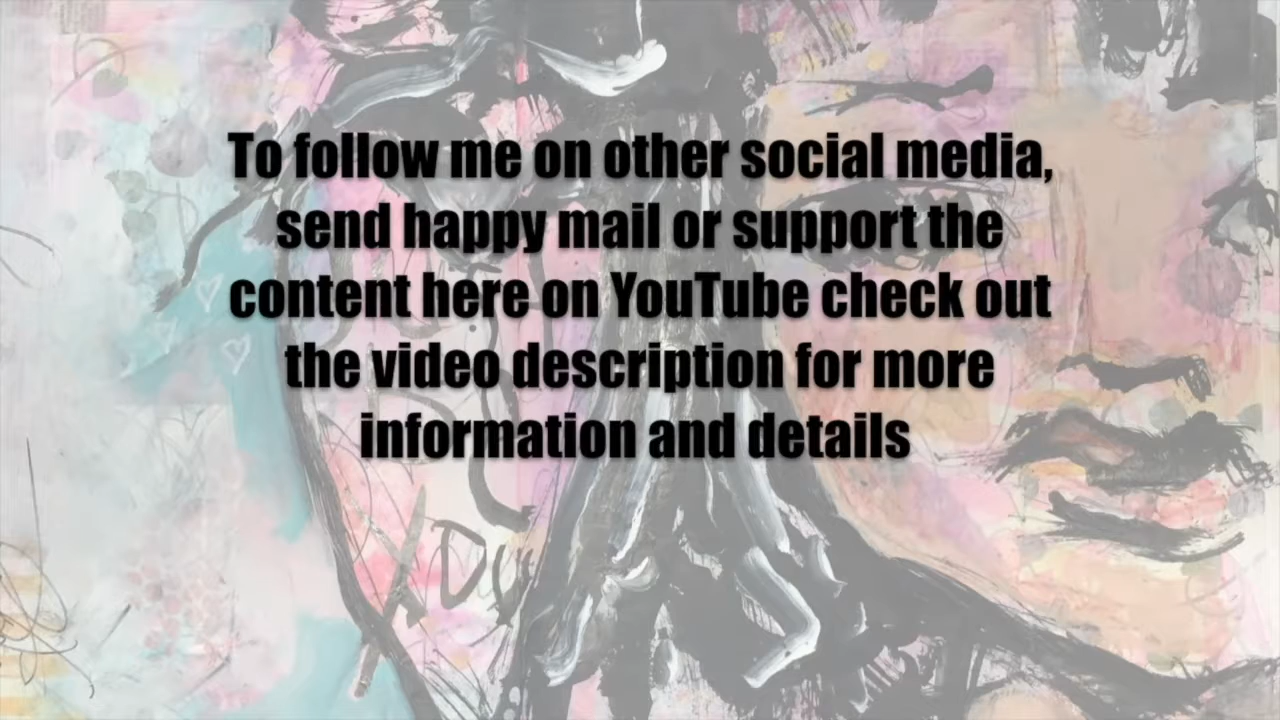 To follow me on other social media,
send happy mail or support the
content here on YouTube check out
the video description for more
information and details
you